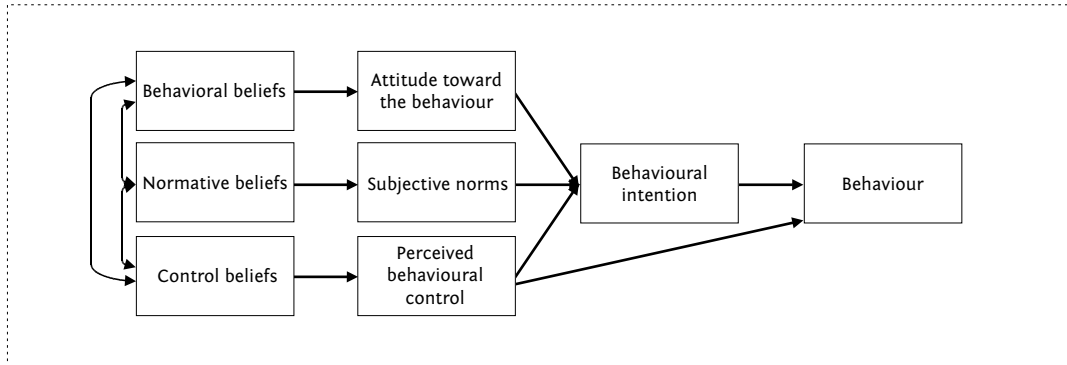 Behavioral beliefs
Attitude toward
the behaviour
Normative beliefs
Subjective norms
Behavioural
intention
Behaviour
Control beliefs
Perceived
behavioural
control